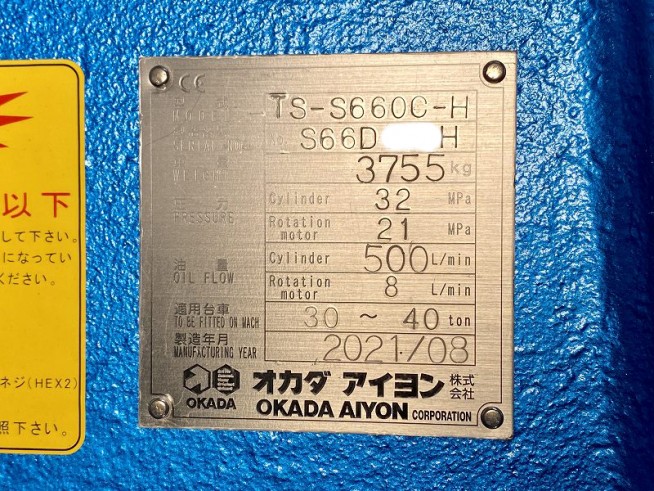 以下
して下さい。
になってい
ください。
ネジ(HEX2)
照下さい。
CE
型式 TS-S660C-H
MODEL
SERIAL NO. S66D H
重量 3755 kg
WEIGHT
圧力 Cylinder 32 MPa
PRESSURE Rotation motor 21 MPa
油量 Cylinder 500 L/min
OIL FLOW Rotation motor 8 L/min
適用台車 30 ~ 40 ton
TO BE FITTED ON MACH
製造年月 2021/08
MANUFACTURING YEAR
OKADA オカダ アイヨン 株式会社
OKADA AIYON CORPORATION